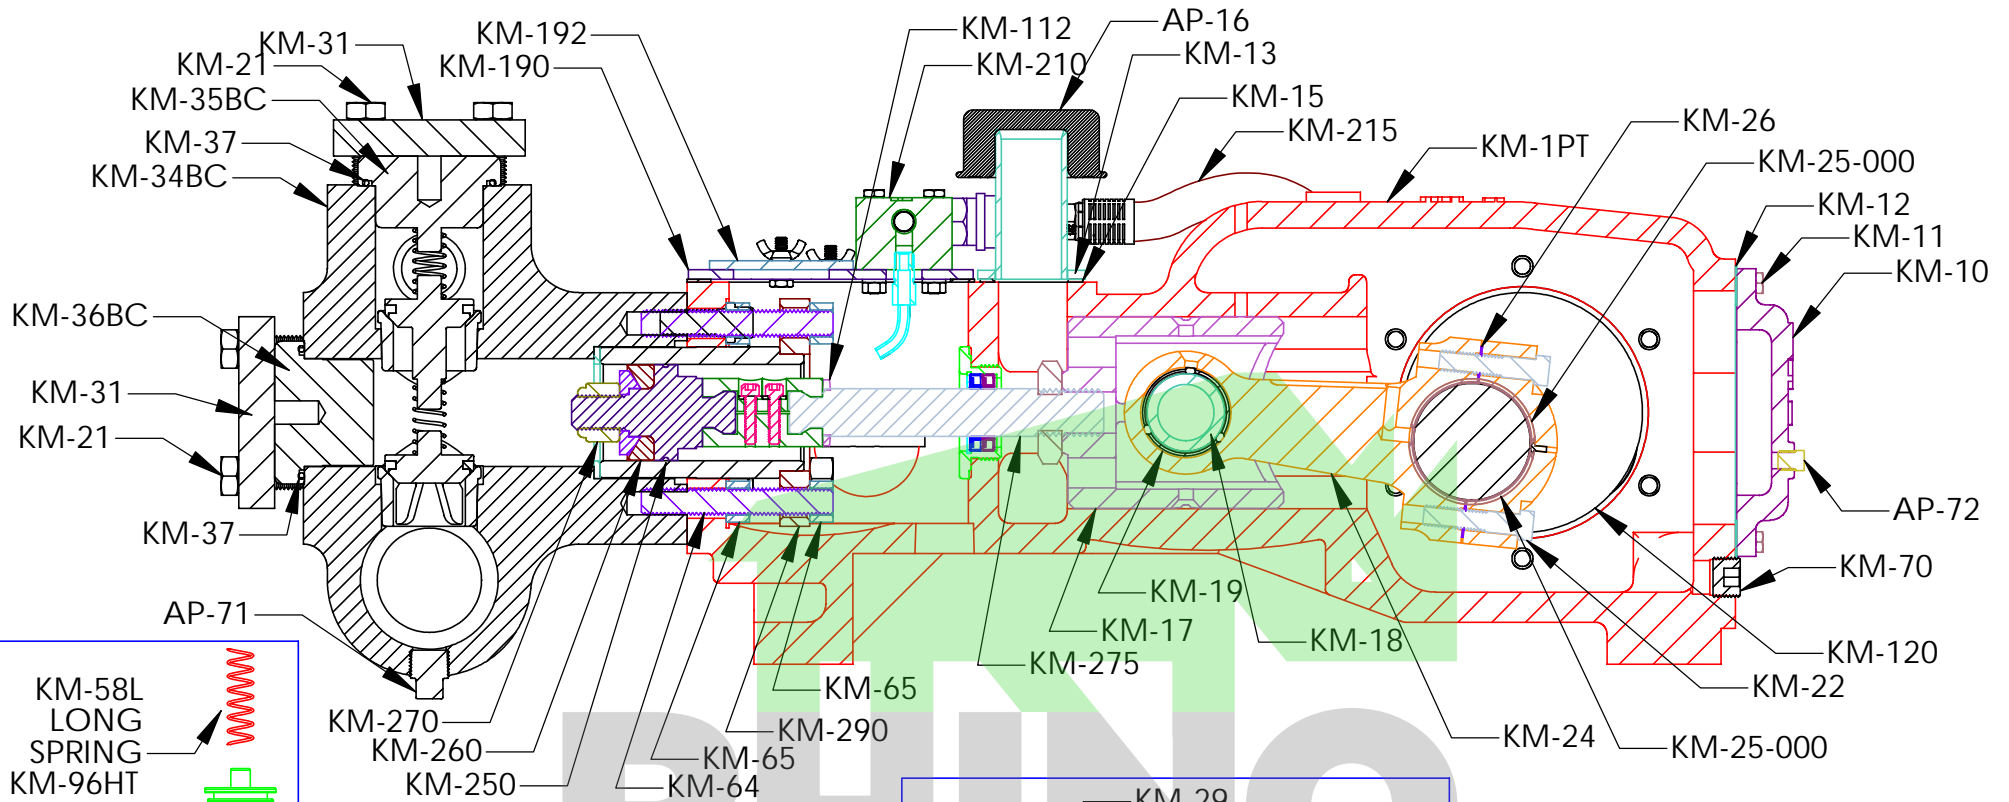 KM-31
KM-21
KM-35BC
KM-37
KM-34BC
KM-192
KM-190
KM-112
KM-210
AP-16
KM-13
KM-15
KM-215
KM-1PT
KM-26
KM-25-000
KM-12
KM-11
KM-10
KM-36BC
KM-31
KM-21
KM-37
AP-71
AP-72
KM-70
KM-120
KM-22
KM-25-000
KM-24
KM-18
KM-19
KM-17
KM-275
KM-65
KM-290
KM-65
KM-64
KM-270
KM-260
KM-250
KM-58L
LONG
SPRING
KM-96HT
KM-29
RHINO